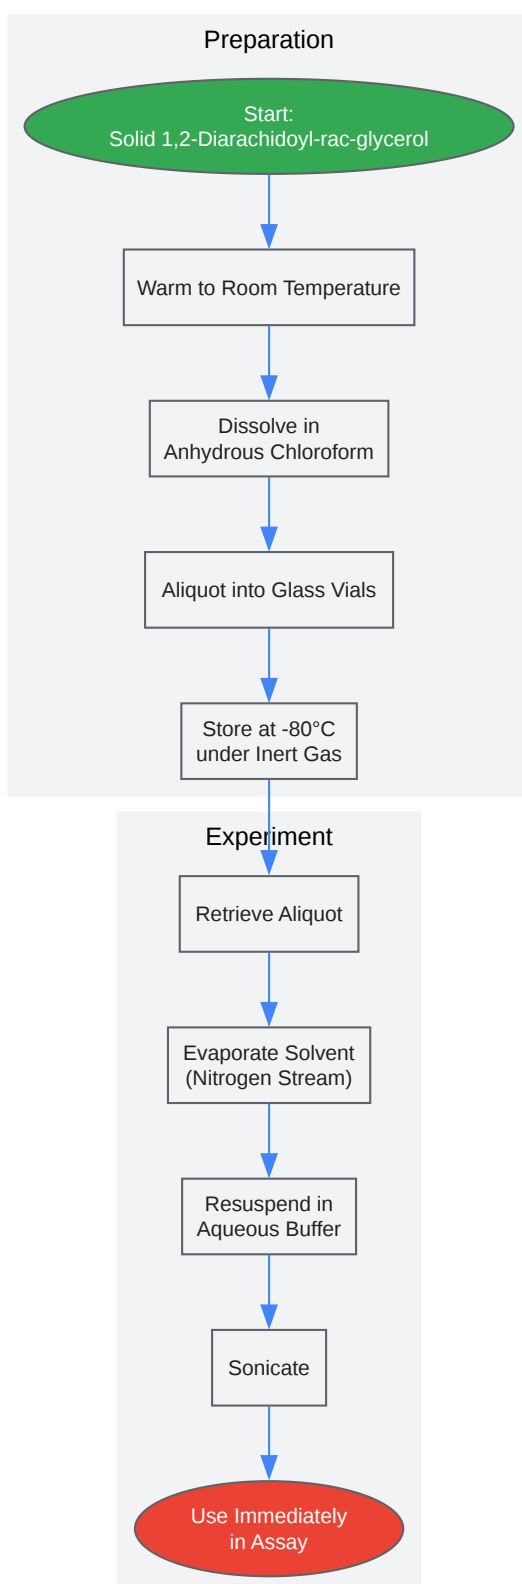 Preparation
Start:
Solid 1,2-Diarachidoyl-rac-glycerol
Warm to Room Temperature
Dissolve in
Anhydrous Chloroform
Aliquot into Glass Vials
Store at -80°C
under Inert Gas
Experiment
Retrieve Aliquot
Evaporate Solvent
(Nitrogen Stream)
Resuspend in
Aqueous Buffer
Sonicate
Use Immediately
in Assay